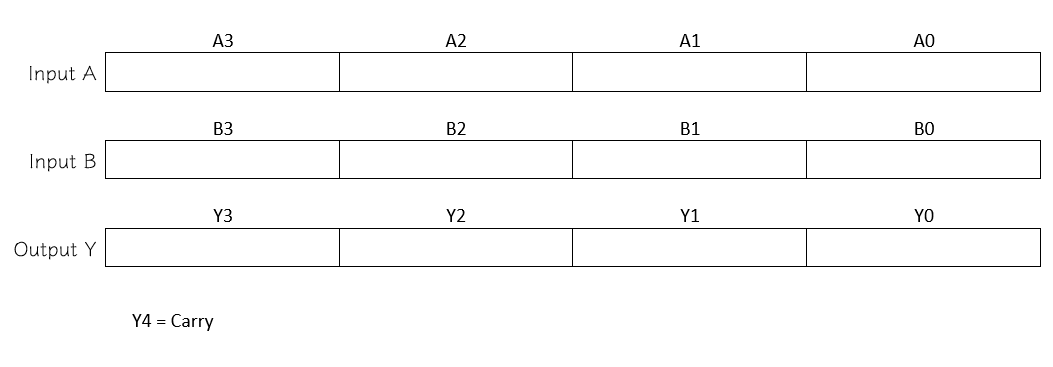 A3 A2 A1 A0
Input A
B3 B2 B1 B0
Input B
Y3 Y2 Y1 Y0
Output Y
Y4 = Carry